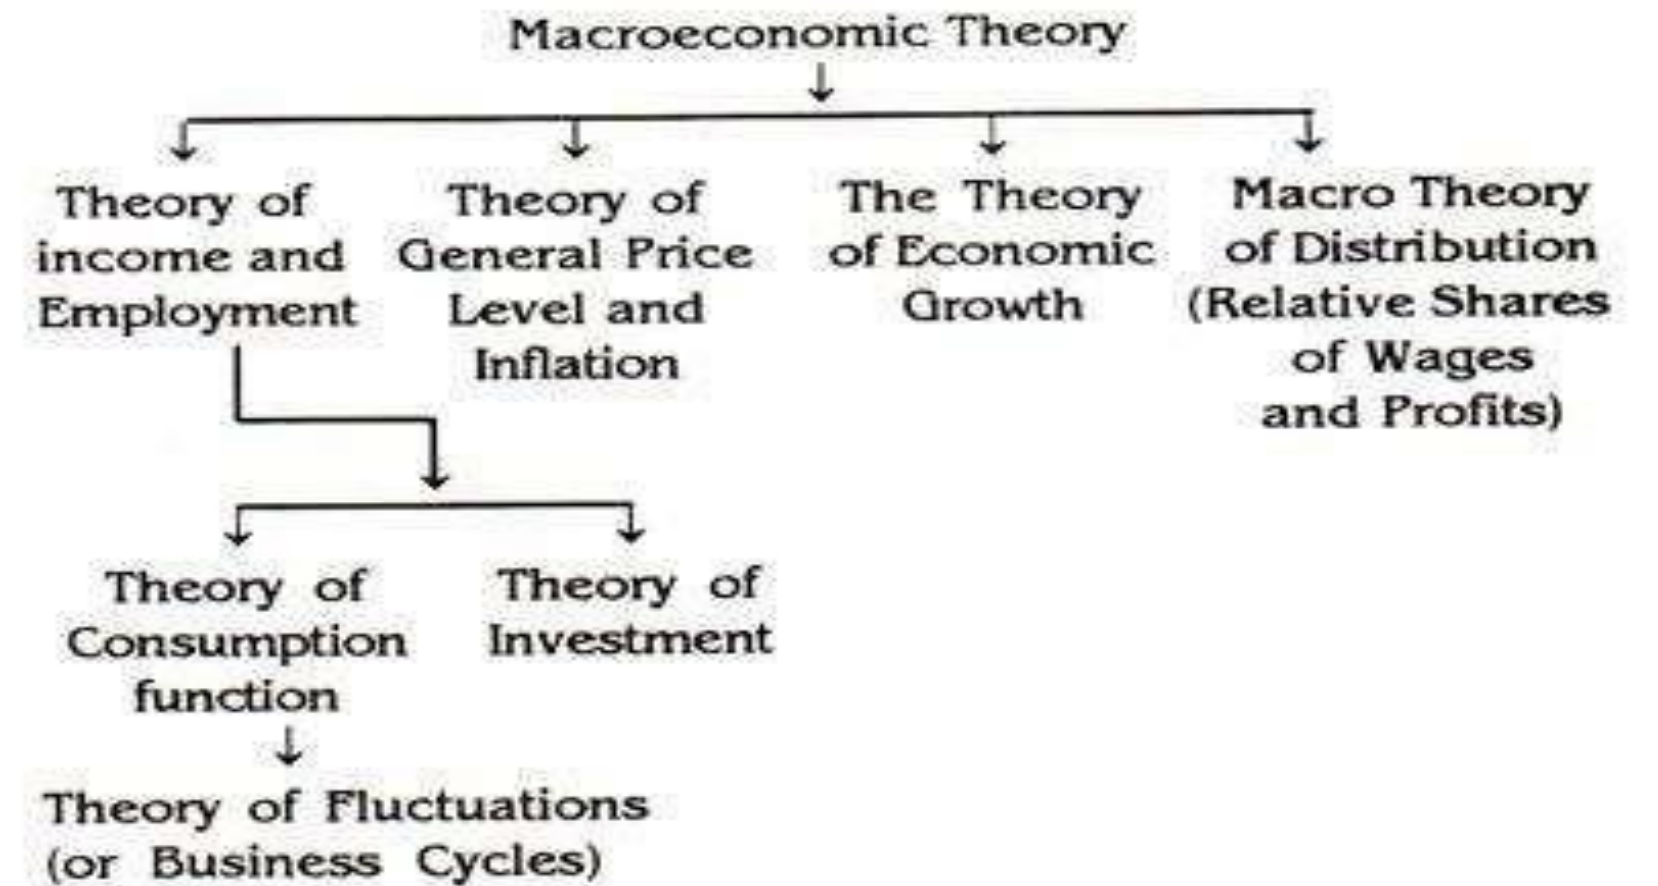 Macroeconomic Theory
Theory of
income and
Employment
Theory of
General Price
Level and
Inflation
The Theory
of Economic
Growth
Macro Theory
of Distribution
(Relative Shares
of Wages
and Profits)
Theory of
Consumption
function
Theory of
Investment
Theory of Fluctuations
(or Business Cycles)